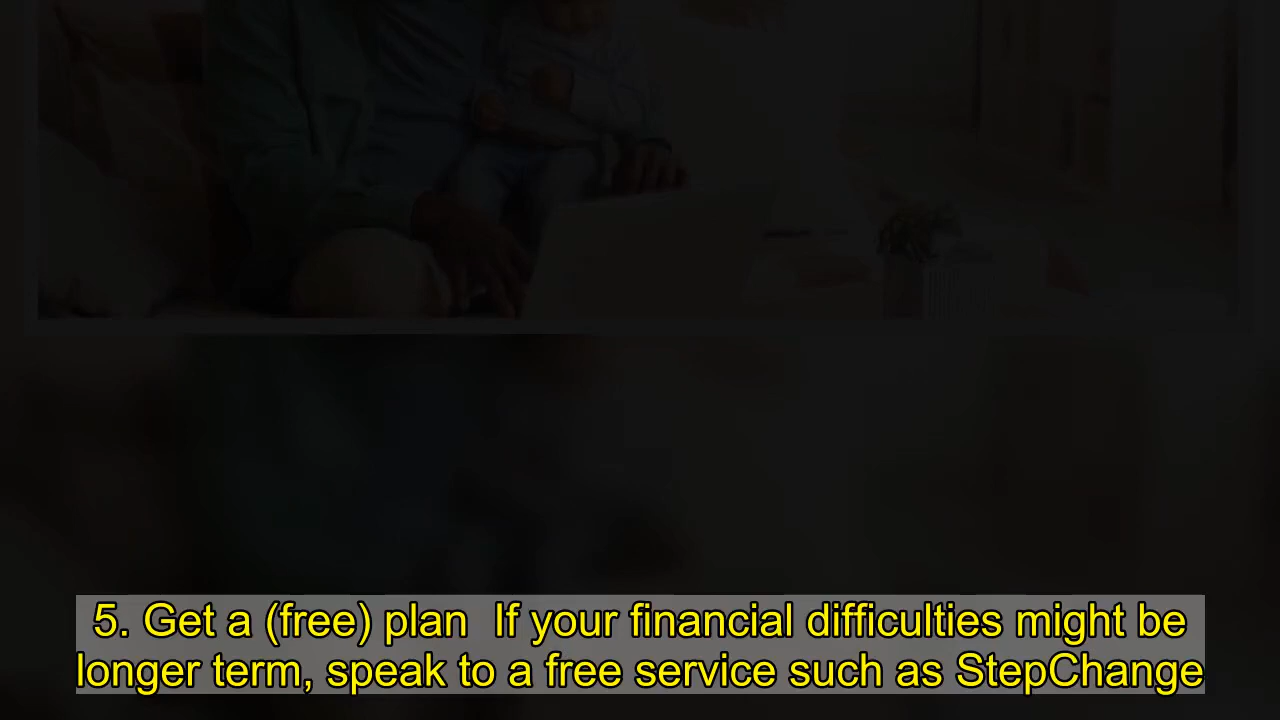 5. Get a (free) plan  If your financial difficulties might be
longer term, speak to a free service such as StepChange